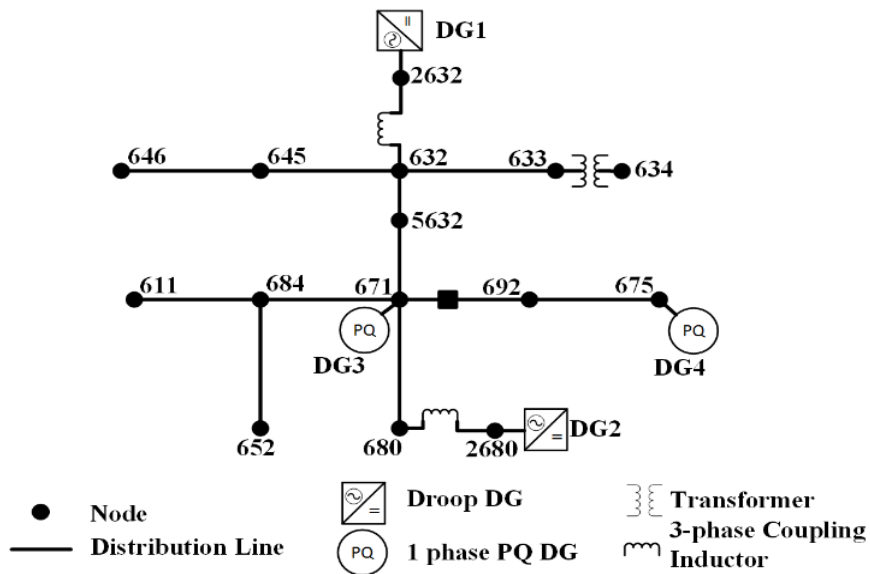 DG1
2632
646
645
632
633
634
5632
611
684
671
692
675
PQ
PQ
DG3
DG4
652
680
2680
DG2
Node
Droop DG
Transformer
Distribution Line
PQ
1 phase PQ DG
3-phase Coupling
Inductor